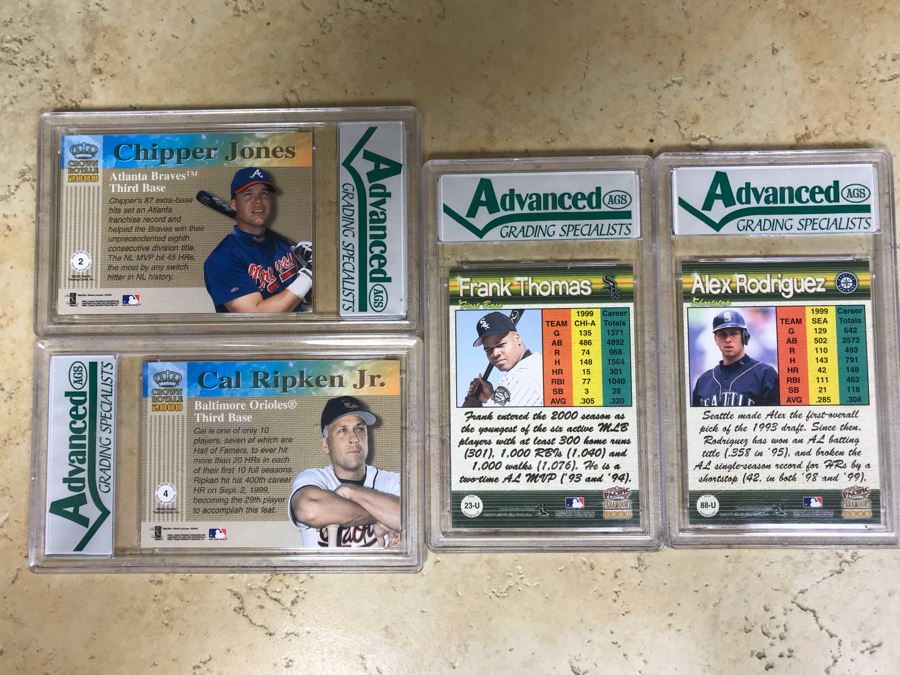 CROWN
ROYALE
2000
Chipper Jones
Atlanta Braves™
Third Base
Chipper's 87 extra-base
hits set an Atlanta
franchise record and
helped the Braves win their
unprecedented eighth
consecutive division title.
The NL MVP hit 45 HRs,
the most by any switch
hitter in NL history.
2
Advanced
AGS
GRADING SPECIALISTS
Advanced
AGS
GRADING SPECIALISTS
CROWN
ROYALE
2000
Cal Ripken Jr.
Baltimore Orioles®
Third Base
Cal is one of only 10
players, seven of which are
Hall of Famers, to ever hit
more than 20 HRs in each
of their first 10 full seasons.
Ripken hit his 400th career
HR on Sept. 2, 1999,
becoming the 29th player
to accomplish this feat.
4
Advanced AGS
GRADING SPECIALISTS
Frank Thomas
First Base
1999 Career
TEAM CHI-A Totals
G 135 1371
AB 486 4892
R 74 968
H 148 1564
HR 15 301
RBI 77 1040
SB 3 28
AVG .305 .320
Frank entered the 2000 season as
the youngest of the six active MLB
players with at least 300 home runs
(301), 1,000 RBIs (1,040) and
1,000 walks (1,076). He is a
two-time AL MVP ('93 and '94).
23-U
PACIFIC
Advanced AGS
GRADING SPECIALISTS
Alex Rodriguez
Shortstop
1999 Career
TEAM SEA Totals
G 129 642
AB 502 2572
R 110 493
H 143 791
HR 42 148
RBI 111 463
SB 21 118
AVG .285 .308
SEATTLE
Seattle made Alex the first-overall
pick of the 1993 draft. Since then,
Rodriguez has won an AL batting
title (.358 in '95), and broken the
AL single-season record for HRs by a
shortstop (42, in both '98 and '99).
88-U
PACIFIC